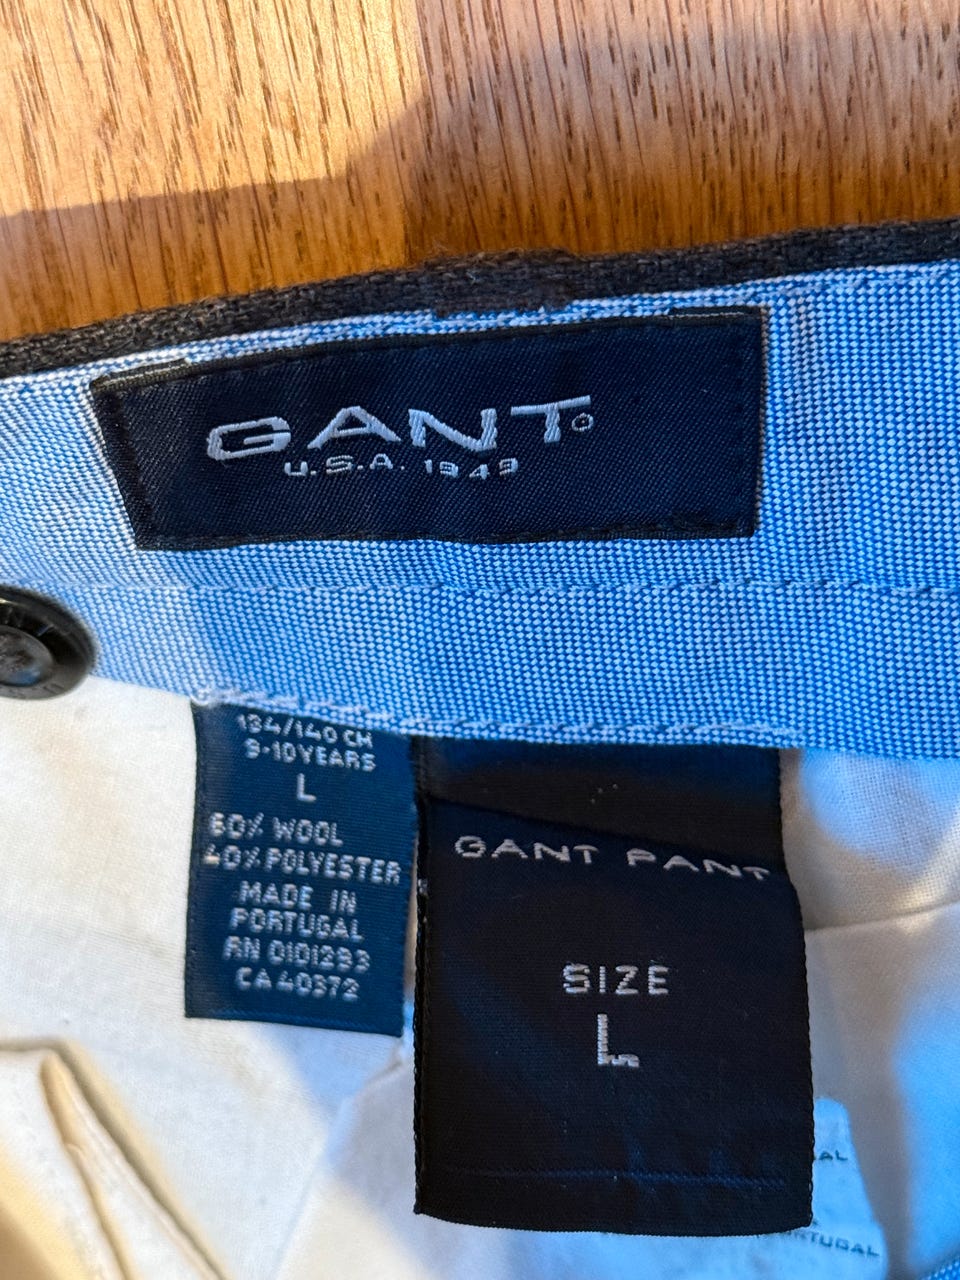 GANT
U.S.A. 1949
134/140 CM
9-10 YEARS
L
60% WOOL
40% POLYESTER
MADE IN
PORTUGAL
RN 0101293
CA 40372
GANT PANT
SIZE
L